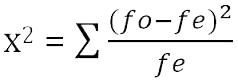 X² = ∑ (fo−fe)² / fe